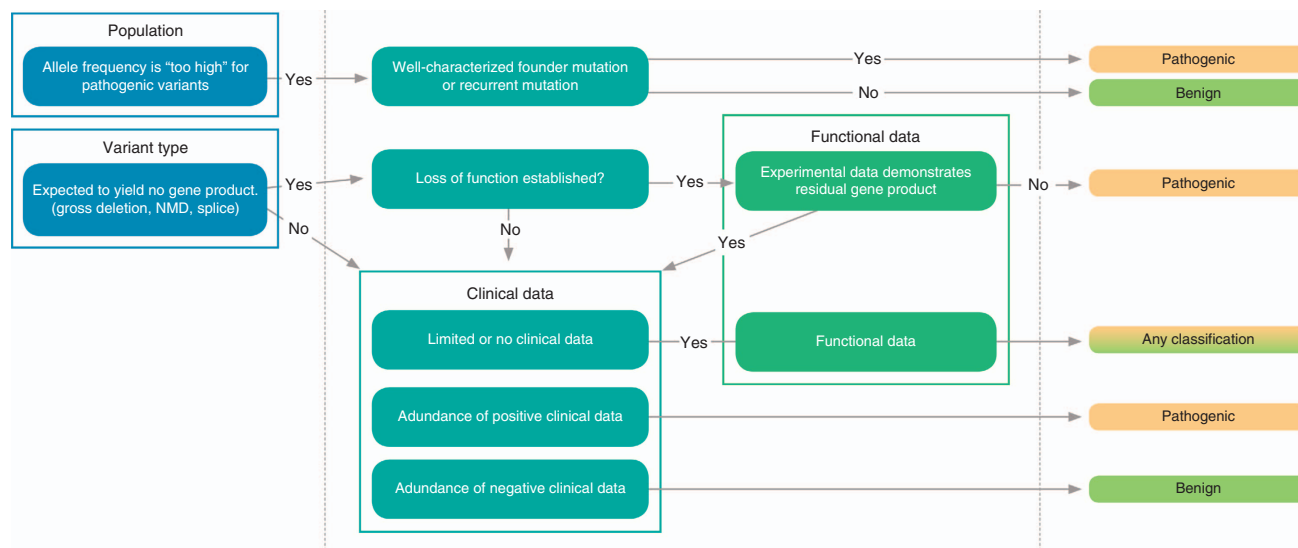 Population
Allele frequency is “too high” for
pathogenic variants
Yes
Well-characterized founder mutation
or recurrent mutation
Yes
No
Pathogenic
Benign
Variant type
Expected to yield no gene product.
(gross deletion, NMD, splice)
Yes
No
Loss of function established?
Yes
No
Functional data
Experimental data demonstrates
residual gene product
No
Yes
Pathogenic
Clinical data
Limited or no clinical data
Yes
Functional data
Any classification
Adundance of positive clinical data
Pathogenic
Adundance of negative clinical data
Benign